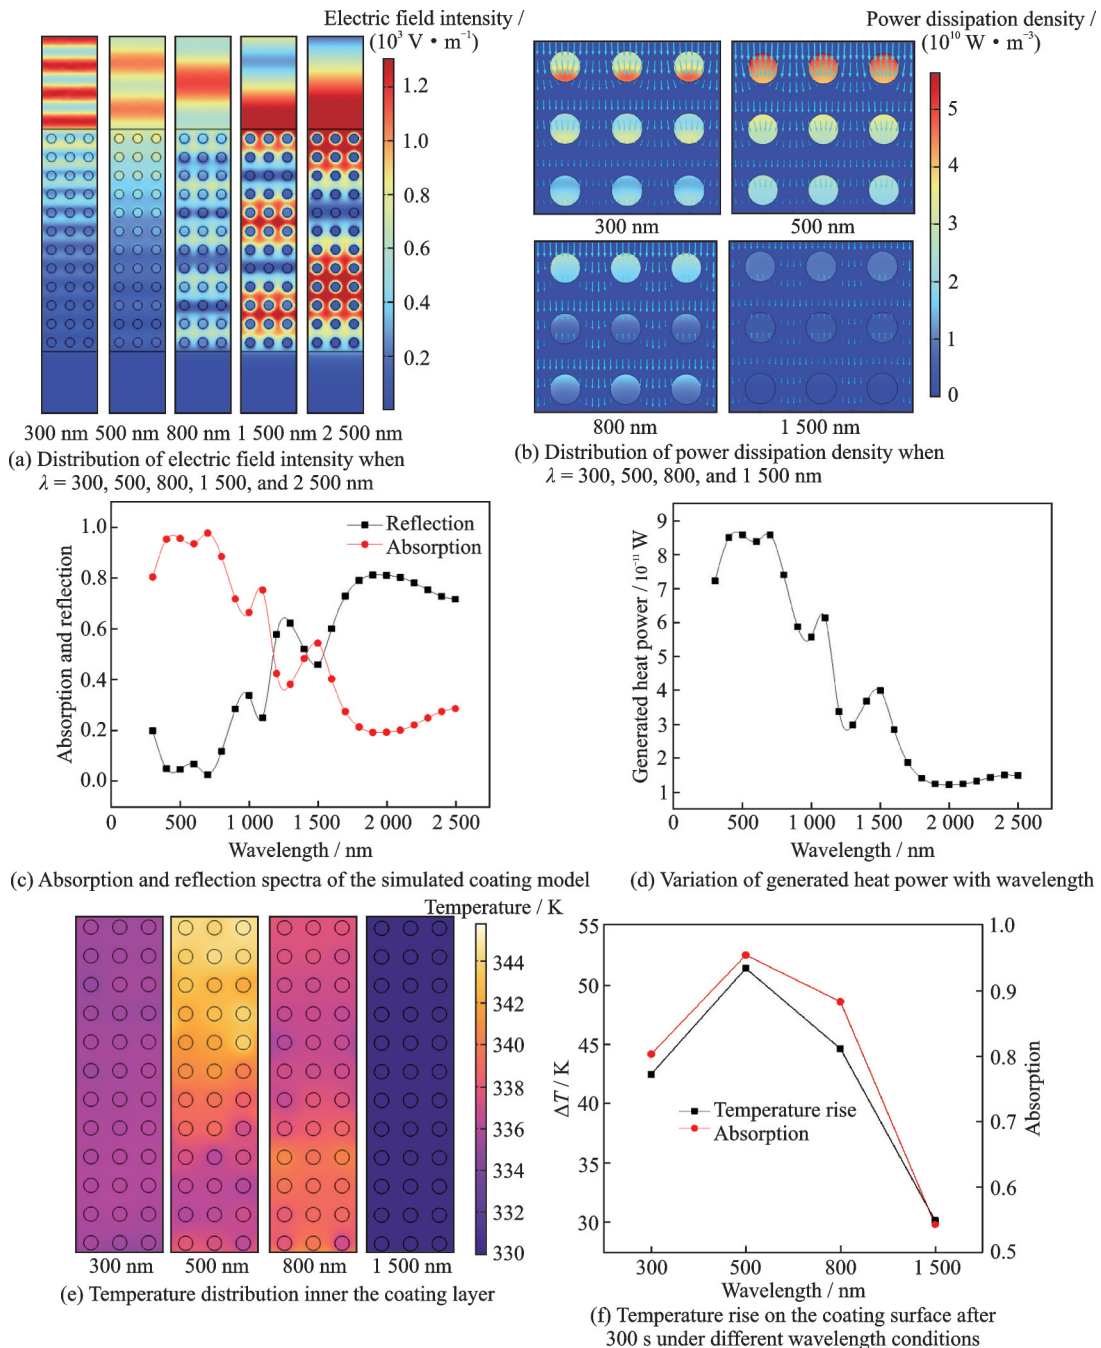 Electric field intensity /
(10³ V • m⁻¹)
1.2
1.0
0.8
0.6
0.4
0.2
300 nm 500 nm 800 nm 1 500 nm 2 500 nm
(a) Distribution of electric field intensity when
λ = 300, 500, 800, 1 500, and 2 500 nm
Power dissipation density /
(10¹⁰ W • m⁻³)
5
4
3
2
1
0
300 nm 500 nm
800 nm 1 500 nm
(b) Distribution of power dissipation density when
λ = 300, 500, 800, and 1 500 nm
Absorption and reflection
1.0
0.8
0.6
0.4
0.2
0.0
Reflection
Absorption
0 500 1 000 1 500 2 000 2 500
Wavelength / nm
(c) Absorption and reflection spectra of the simulated coating model
Generated heat power / 10⁻¹¹ W
9
8
7
6
5
4
3
2
1
0 500 1 000 1 500 2 000 2 500
Wavelength / nm
(d) Variation of generated heat power with wavelength
Temperature / K
344
342
340
338
336
334
332
330
300 nm 500 nm 800 nm 1 500 nm
(e) Temperature distribution inner the coating layer
ΔT / K
55
50
45
40
35
30
Temperature rise
Absorption
1.0
0.9
0.8
0.7
0.6
0.5
Absorption
300 500 800 1 500
Wavelength / nm
(f) Temperature rise on the coating surface after
300 s under different wavelength conditions